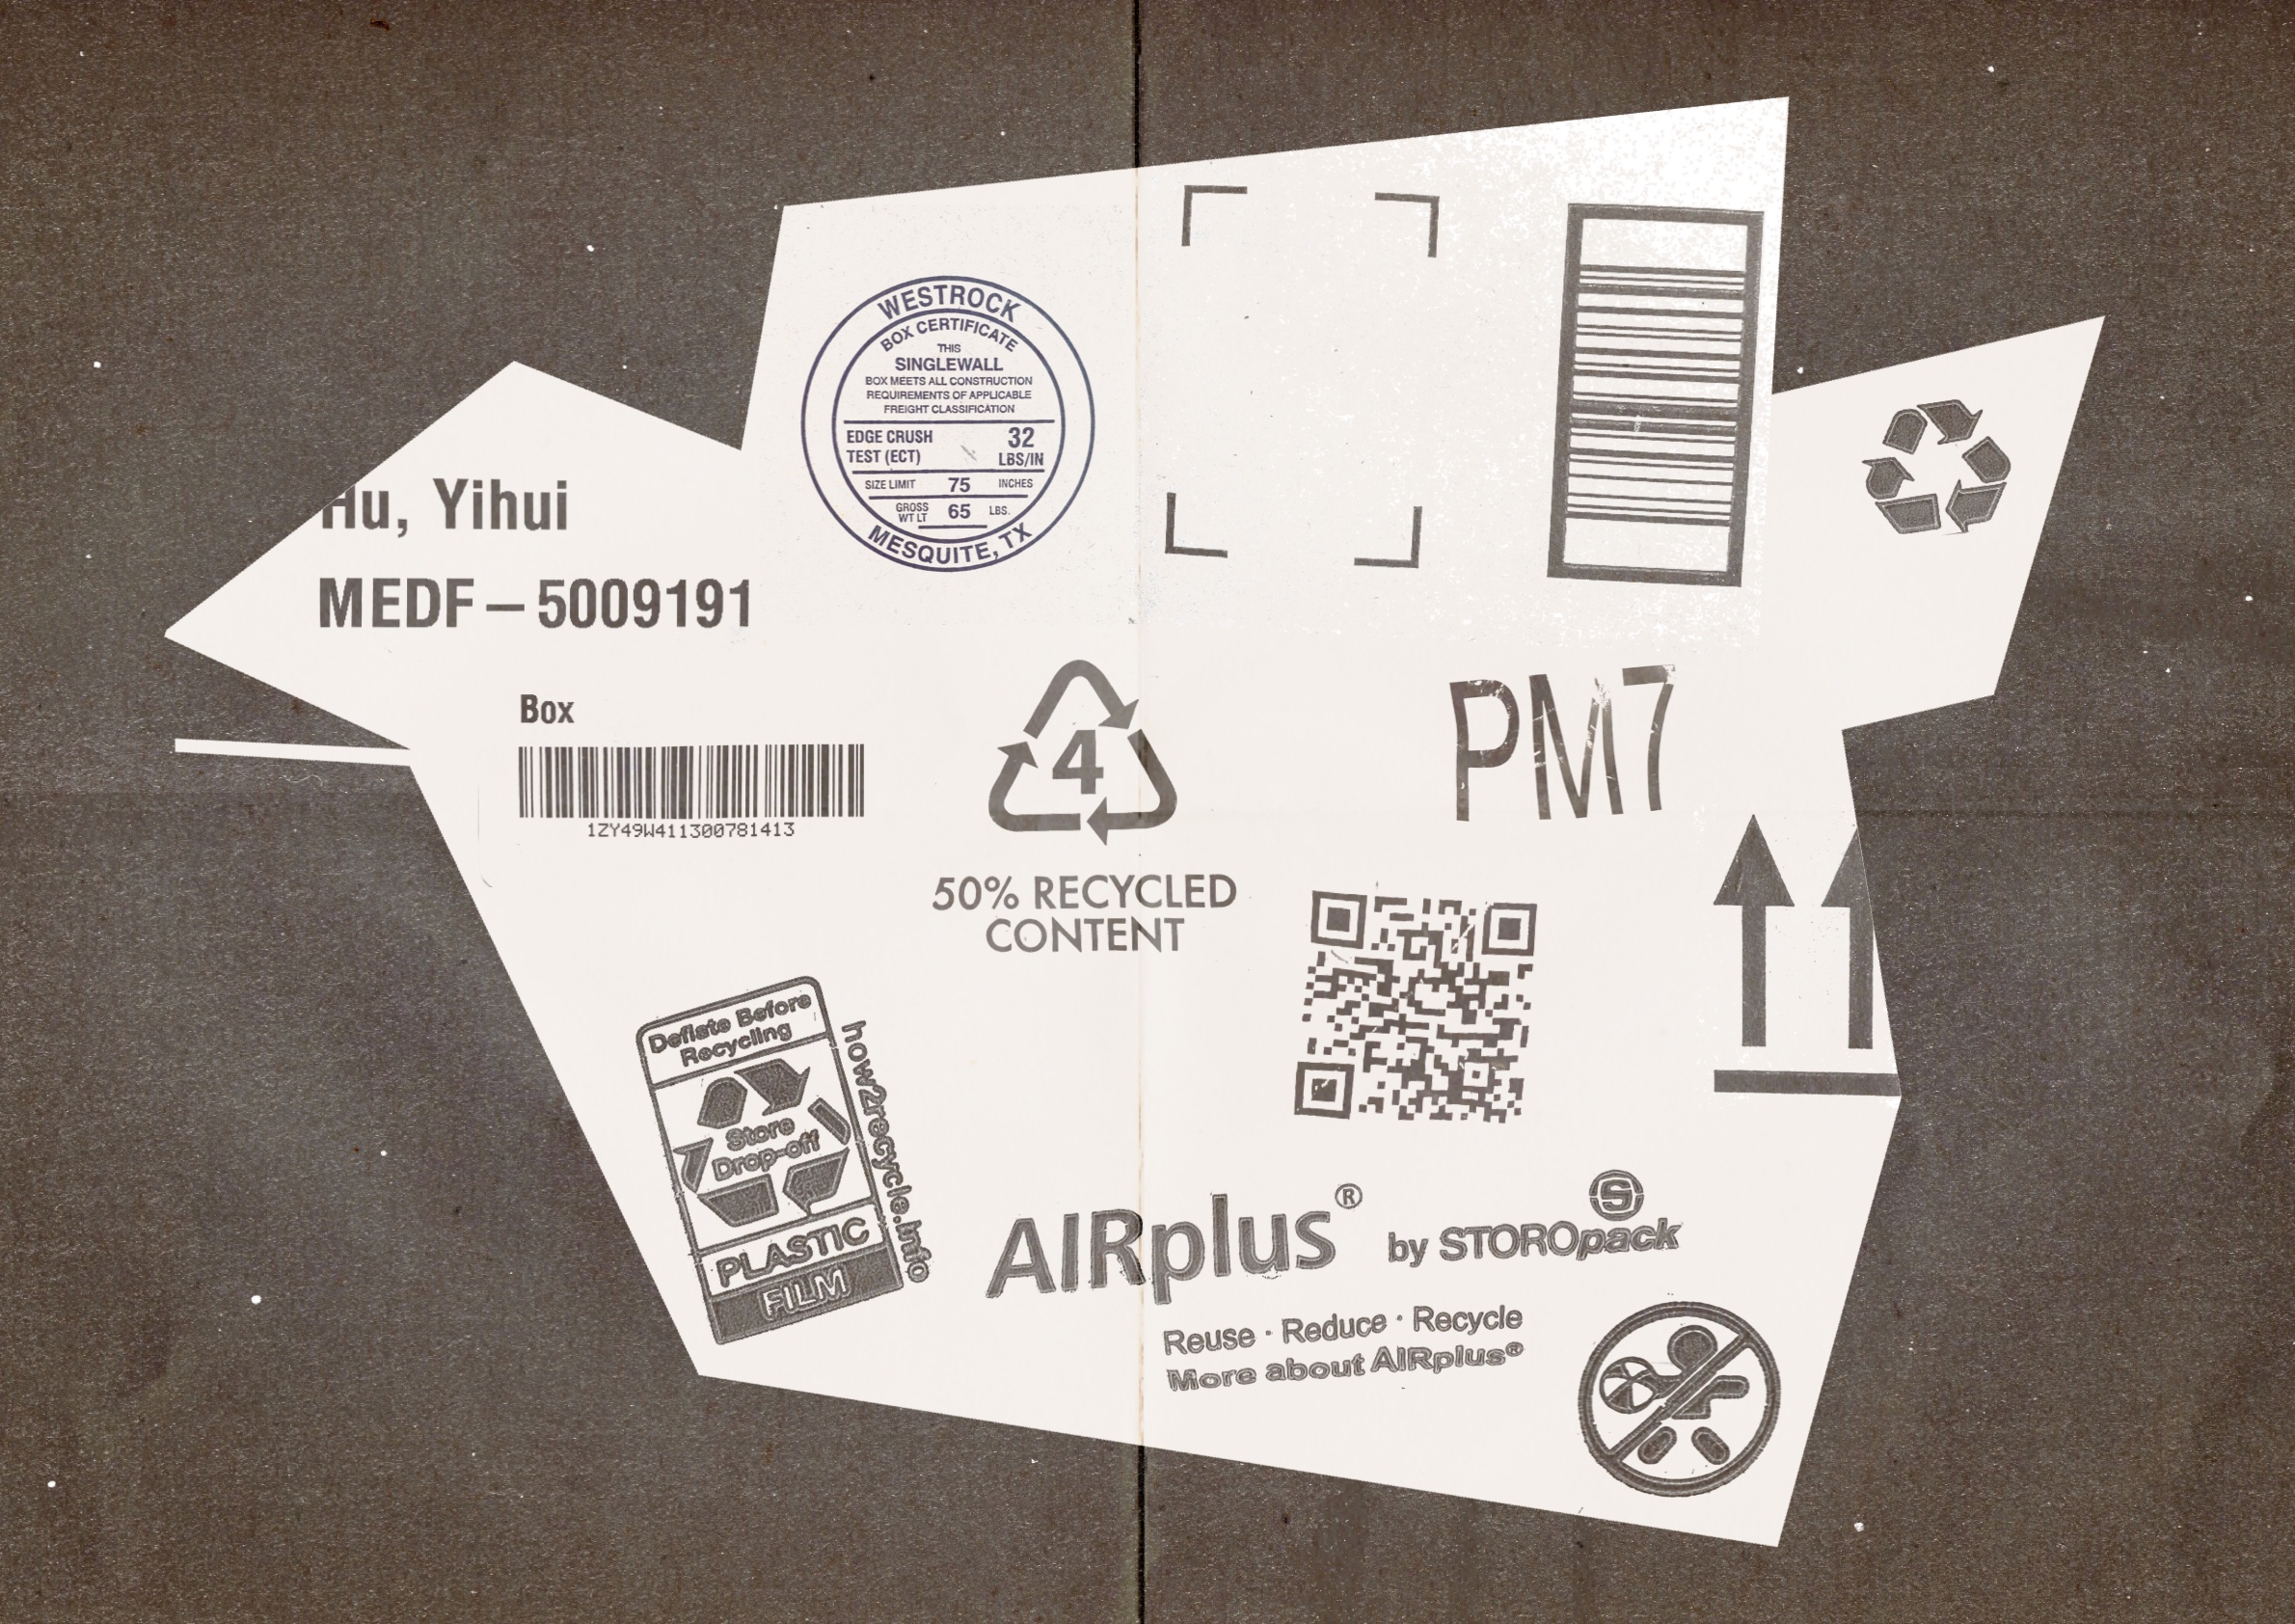 Hu, Yihui
MEDF – 5009191
Box
1ZY49W411300781413
WESTROCK
BOX CERTIFICATE
THIS
SINGLEWALL
BOX MEETS ALL CONSTRUCTION
REQUIREMENTS OF APPLICABLE
FREIGHT CLASSIFICATION
EDGE CRUSH TEST (ECT) 32 LBS/IN
SIZE LIMIT 75 INCHES
GROSS WT LT 65 LBS.
MESQUITE, TX
4
50% RECYCLED
CONTENT
PM7
Deflate Before
Recycling
Store
Drop-off
PLASTIC
FILM
how2recycle.info
AIRplus® by STOROpack
S
Reuse · Reduce · Recycle
More about AIRplus®